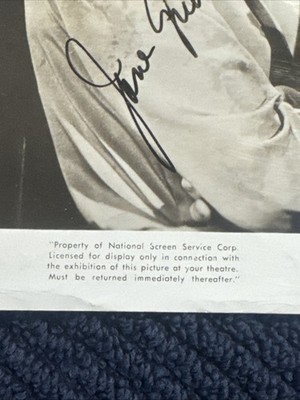 Jane
"Property of National Screen Service Corp.
Licensed for display only in connection with
the exhibition of this picture at your theatre.
Must be returned immediately thereafter."